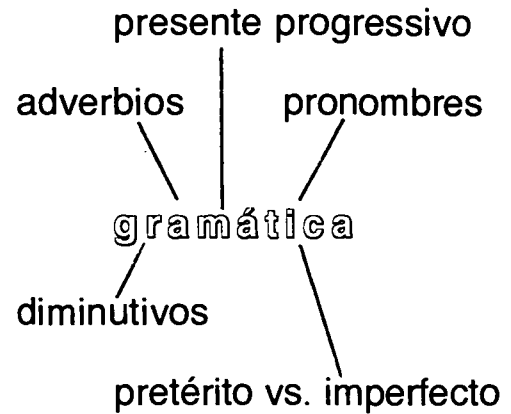 presente progressivo
adverbios pronombres
gramática
diminutivos
pretérito vs. imperfecto